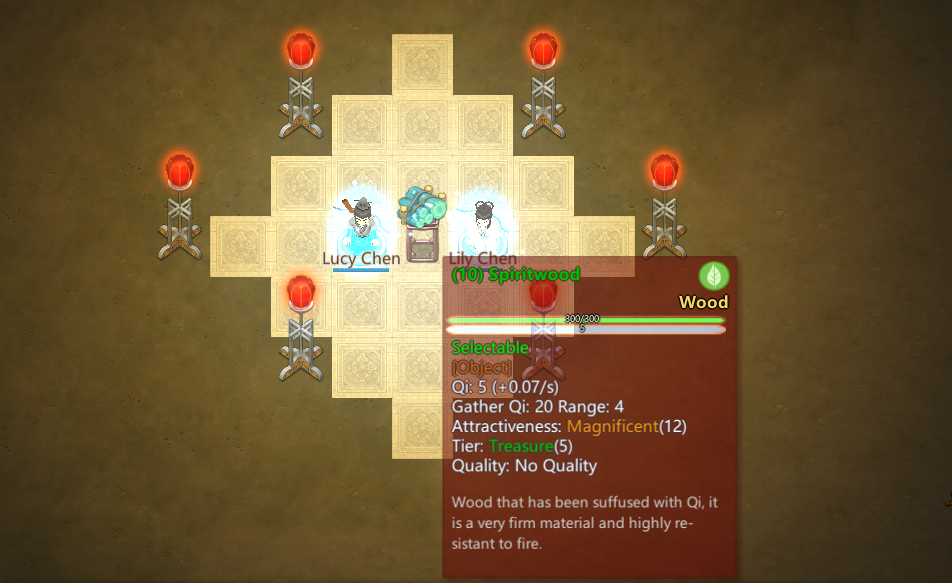 Lucy Chen
Lily Chen
(10) Spiritwood
Wood
300/300
5
Selectable
[Object]
Qi: 5 (+0.07/s)
Gather Qi: 20 Range: 4
Attractiveness: Magnificent(12)
Tier: Treasure(5)
Quality: No Quality
Wood that has been suffused with Qi, it
is a very firm material and highly re-
sistant to fire.